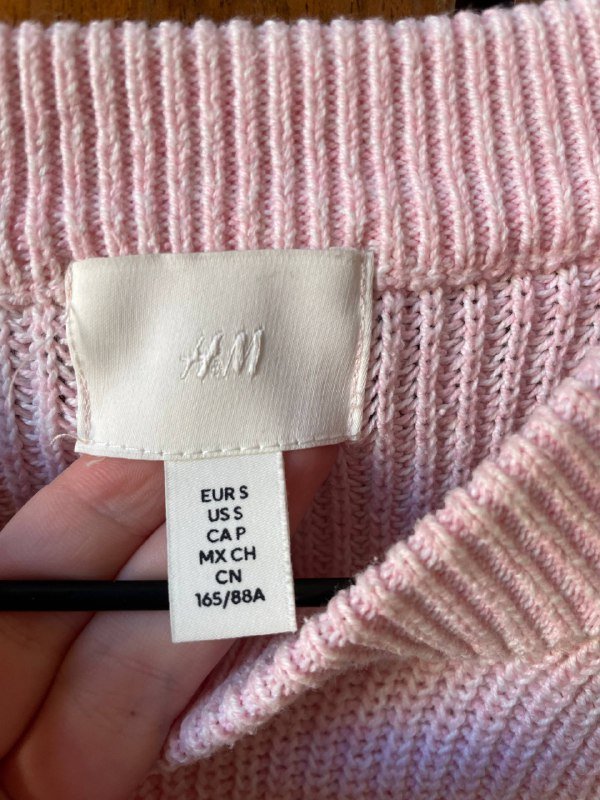 H&M
EUR S
US S
CA P
MX CH
CN
165/88A